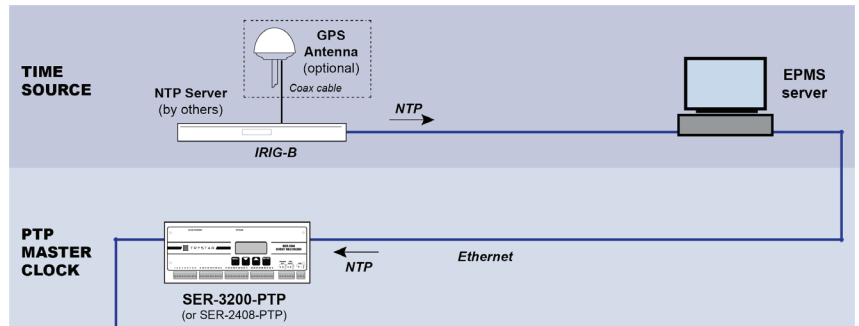 TIME
SOURCE
GPS
Antenna
(optional)
Coax cable
NTP Server
(by others)
NTP
IRIG-B
EPMS
server
PTP
MASTER
CLOCK
TRYSTAR
NTP
Ethernet
SER-3200-PTP
(or SER-2408-PTP)